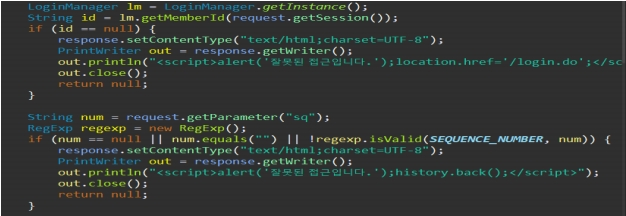 LoginManager lm = LoginManager.getInstance();
String id = lm.getMemberId(request.getSession());
if (id == null) {
response.setContentType("text/html;charset=UTF-8");
PrintWriter out = response.getWriter();
out.println("<script>alert('잘못된 접근입니다.');location.href='/login.do';</sc
out.close();
return null;
}
String num = request.getParameter("sq");
RegExp regexp = new RegExp();
if (num == null || num.equals("") || !regexp.isValid(SEQUENCE_NUMBER, num)) {
response.setContentType("text/html;charset=UTF-8");
PrintWriter out = response.getWriter();
out.println("<script>alert('잘못된 접근입니다.');history.back();</script>");
out.close();
return null;
}